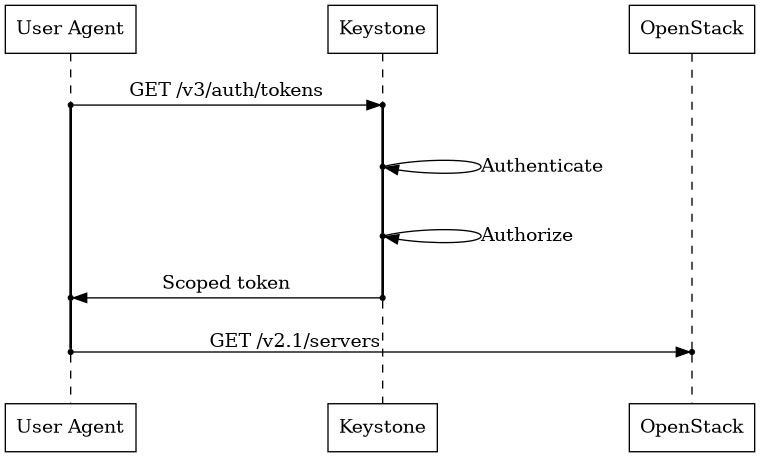 User Agent
Keystone
OpenStack
GET /v3/auth/tokens
Authenticate
Authorize
Scoped token
GET /v2.1/servers
User Agent
Keystone
OpenStack